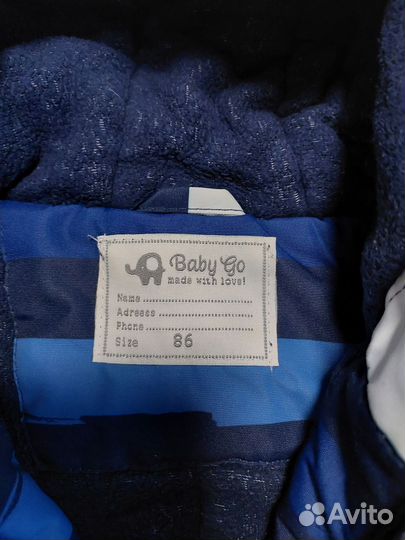 Baby Go
made with love!
Name
Adress
Phone
Size 86
Avito